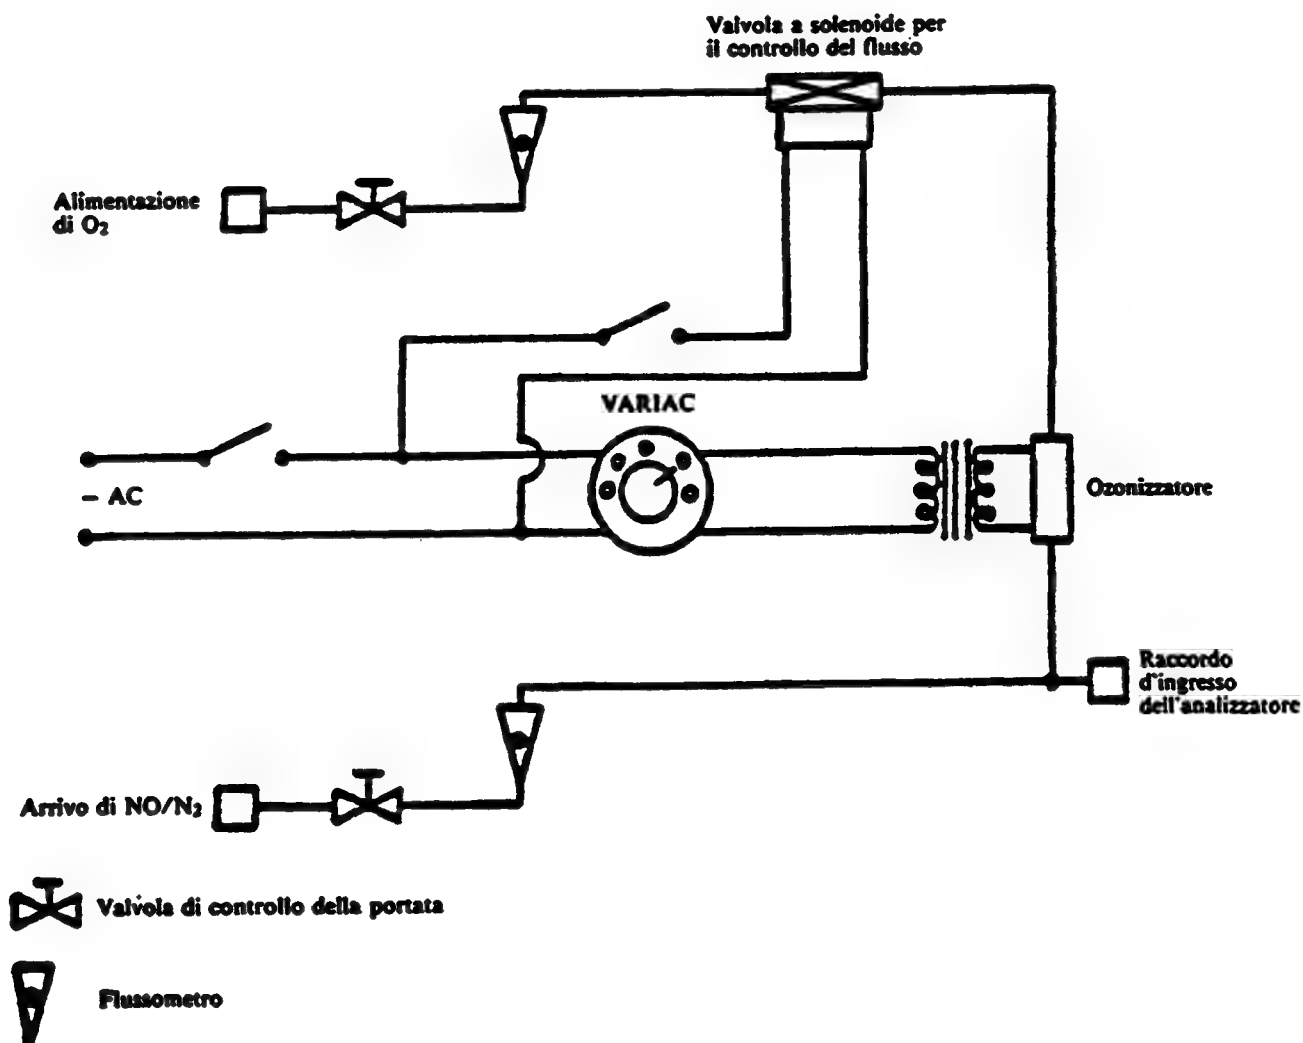 Valvola a solenoide per
il controllo del flusso
Alimentazione
di O₂
VARIAC
– AC
Ozonizzatore
Raccordo
d'ingresso
dell'analizzatore
Arrivo di NO/N₂
Valvola di controllo della portata
Flussometro